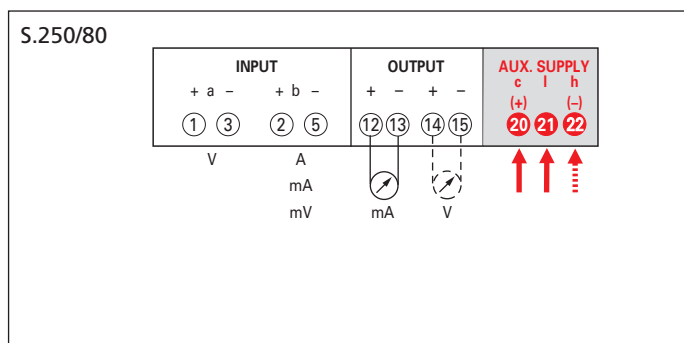 S.250/80
INPUT OUTPUT AUX. SUPPLY
+ a – + b – + – + – c l h
(+) (–)
1 3 2 5 12 13 14 15 20 21 22
V A
mA
mV mA V